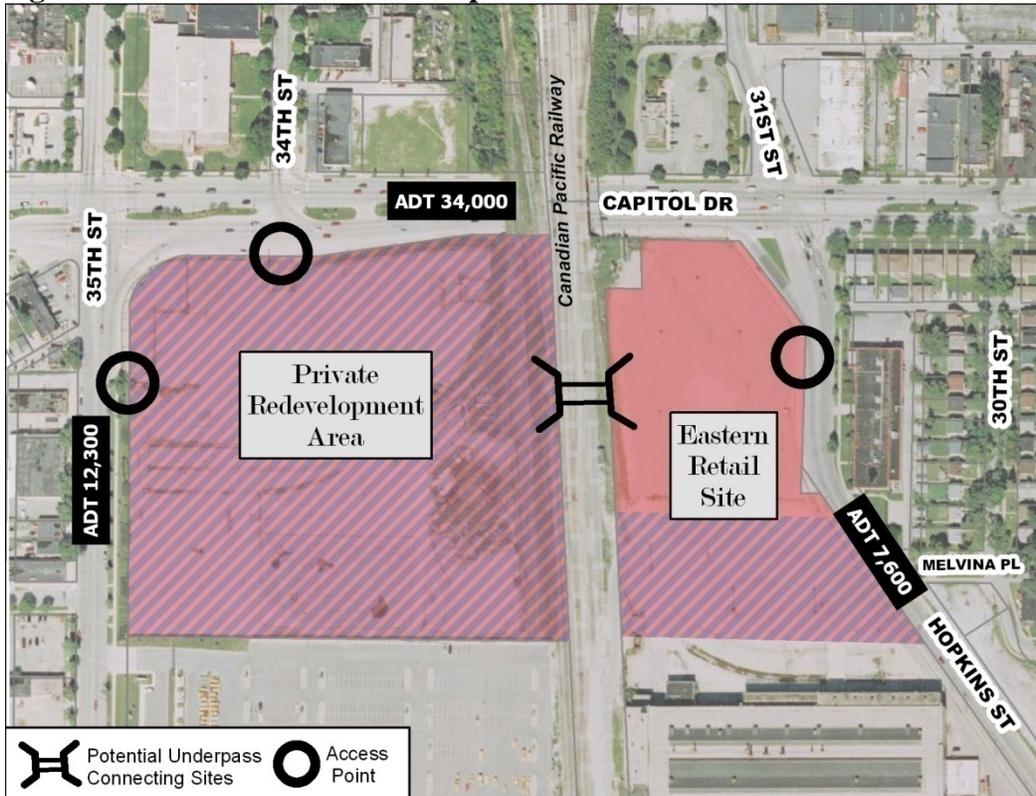 34TH ST
31ST ST
Canadian Pacific Railway
ADT 34,000
CAPITOL DR
35TH ST
Private
Redevelopment
Area
30TH ST
Eastern
Retail
Site
ADT 12,300
ADT 7,600
MELVINA PL
HOPKINS ST
Potential Underpass
Connecting Sites
Access
Point